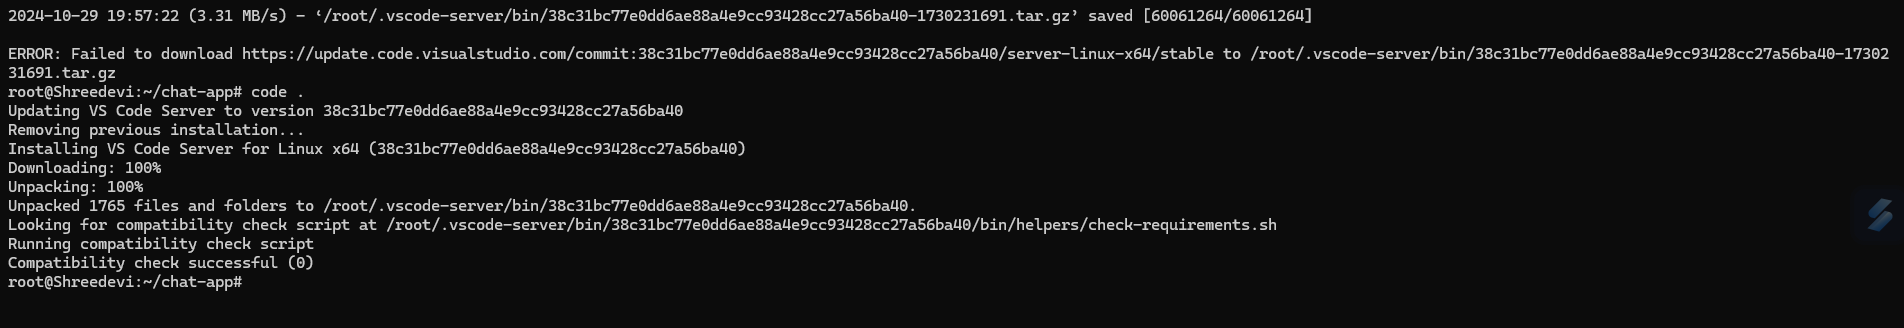 2024-10-29 19:57:22 (3.31 MB/s) - ‘/root/.vscode-server/bin/38c31bc77e0dd6ae88a4e9cc93428cc27a56ba40-1730231691.tar.gz’ saved [60061264/60061264]
ERROR: Failed to download https://update.code.visualstudio.com/commit:38c31bc77e0dd6ae88a4e9cc93428cc27a56ba40/server-linux-x64/stable to /root/.vscode-server/bin/38c31bc77e0dd6ae88a4e9cc93428cc27a56ba40-17302
31691.tar.gz
root@Shreedevi:~/chat-app# code .
Updating VS Code Server to version 38c31bc77e0dd6ae88a4e9cc93428cc27a56ba40
Removing previous installation...
Installing VS Code Server for Linux x64 (38c31bc77e0dd6ae88a4e9cc93428cc27a56ba40)
Downloading: 100%
Unpacking: 100%
Unpacked 1765 files and folders to /root/.vscode-server/bin/38c31bc77e0dd6ae88a4e9cc93428cc27a56ba40.
Looking for compatibility check script at /root/.vscode-server/bin/38c31bc77e0dd6ae88a4e9cc93428cc27a56ba40/bin/helpers/check-requirements.sh
Running compatibility check script
Compatibility check successful (0)
root@Shreedevi:~/chat-app#